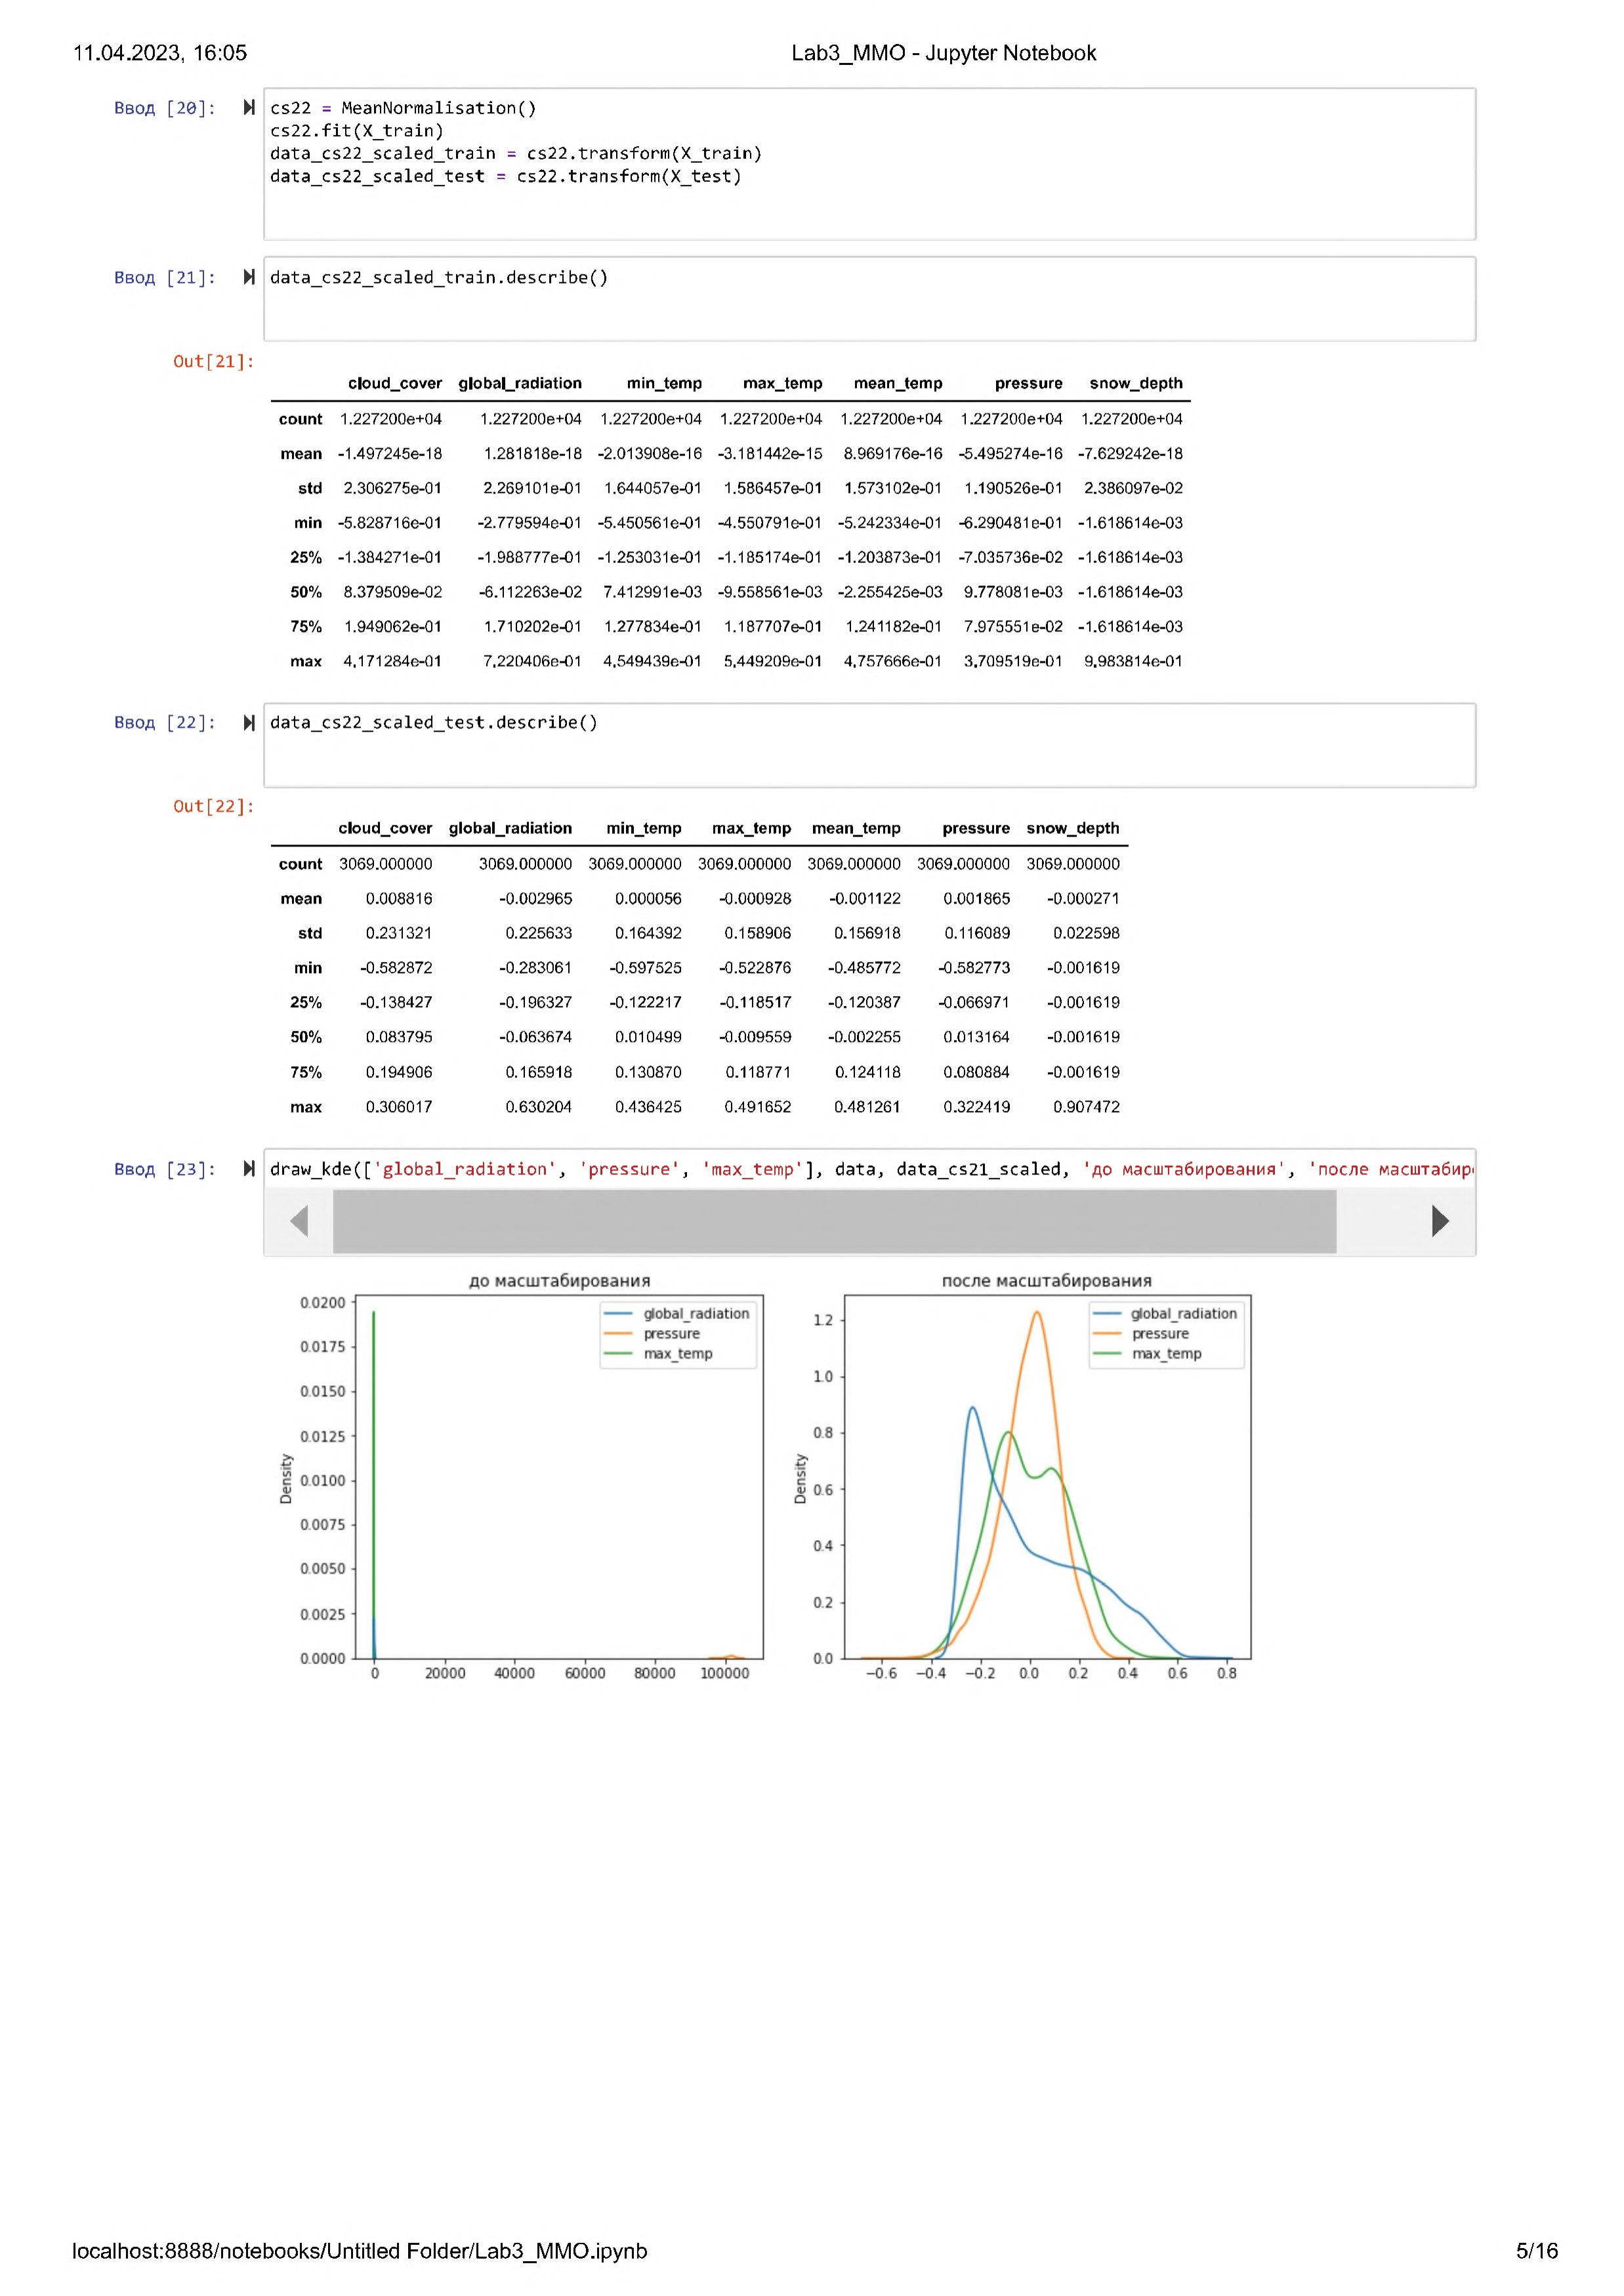 11.04.2023, 16:05 Lab3_MMO - Jupyter Notebook
Ввод [20]: cs22 = MeanNormalisation()
cs22.fit(X_train)
data_cs22_scaled_train = cs22.transform(X_train)
data_cs22_scaled_test = cs22.transform(X_test)
Ввод [21]: data_cs22_scaled_train.describe()
Out[21]:
cloud_cover global_radiation min_temp max_temp mean_temp pressure snow_depth
count 1.227200e+04 1.227200e+04 1.227200e+04 1.227200e+04 1.227200e+04 1.227200e+04 1.227200e+04
mean -1.497245e-18 1.281818e-18 -2.013908e-16 -3.181442e-15 8.969176e-16 -5.495274e-16 -7.629242e-18
std 2.306275e-01 2.269101e-01 1.644057e-01 1.586457e-01 1.573102e-01 1.190526e-01 2.386097e-02
min -5.828716e-01 -2.779594e-01 -5.450561e-01 -4.550791e-01 -5.242334e-01 -6.290481e-01 -1.618614e-03
25% -1.384271e-01 -1.988777e-01 -1.253031e-01 -1.185174e-01 -1.203873e-01 -7.035736e-02 -1.618614e-03
50% 8.379509e-02 -6.112263e-02 7.412991e-03 -9.558561e-03 -2.255425e-03 9.778081e-03 -1.618614e-03
75% 1.949062e-01 1.710202e-01 1.277834e-01 1.187707e-01 1.241182e-01 7.975551e-02 -1.618614e-03
max 4.171284e-01 7.220406e-01 4.549439e-01 5.449209e-01 4.757666e-01 3.709519e-01 9.983814e-01
Ввод [22]: data_cs22_scaled_test.describe()
Out[22]:
cloud_cover global_radiation min_temp max_temp mean_temp pressure snow_depth
count 3069.000000 3069.000000 3069.000000 3069.000000 3069.000000 3069.000000 3069.000000
mean 0.008816 -0.002965 0.000056 -0.000928 -0.001122 0.001865 -0.000271
std 0.231321 0.225633 0.164392 0.158906 0.156918 0.116089 0.022598
min -0.582872 -0.283061 -0.597525 -0.522876 -0.485772 -0.582773 -0.001619
25% -0.138427 -0.196327 -0.122217 -0.118517 -0.120387 -0.066971 -0.001619
50% 0.083795 -0.063674 0.010499 -0.009559 -0.002255 0.013164 -0.001619
75% 0.194906 0.165918 0.130870 0.118771 0.124118 0.080884 -0.001619
max 0.306017 0.630204 0.436425 0.491652 0.481261 0.322419 0.907472
Ввод [23]: draw_kde(['global_radiation', 'pressure', 'max_temp'], data, data_cs21_scaled, 'до масштабирования', 'после масштабир
до масштабирования
0.0200
0.0175
0.0150
0.0125
0.0100
0.0075
0.0050
0.0025
0.0000
Density
global_radiation
pressure
max_temp
0 20000 40000 60000 80000 100000
после масштабирования
1.2
1.0
0.8
0.6
0.4
0.2
0.0
Density
global_radiation
pressure
max_temp
−0.6 −0.4 −0.2 0.0 0.2 0.4 0.6 0.8
localhost:8888/notebooks/Untitled Folder/Lab3_MMO.ipynb 5/16